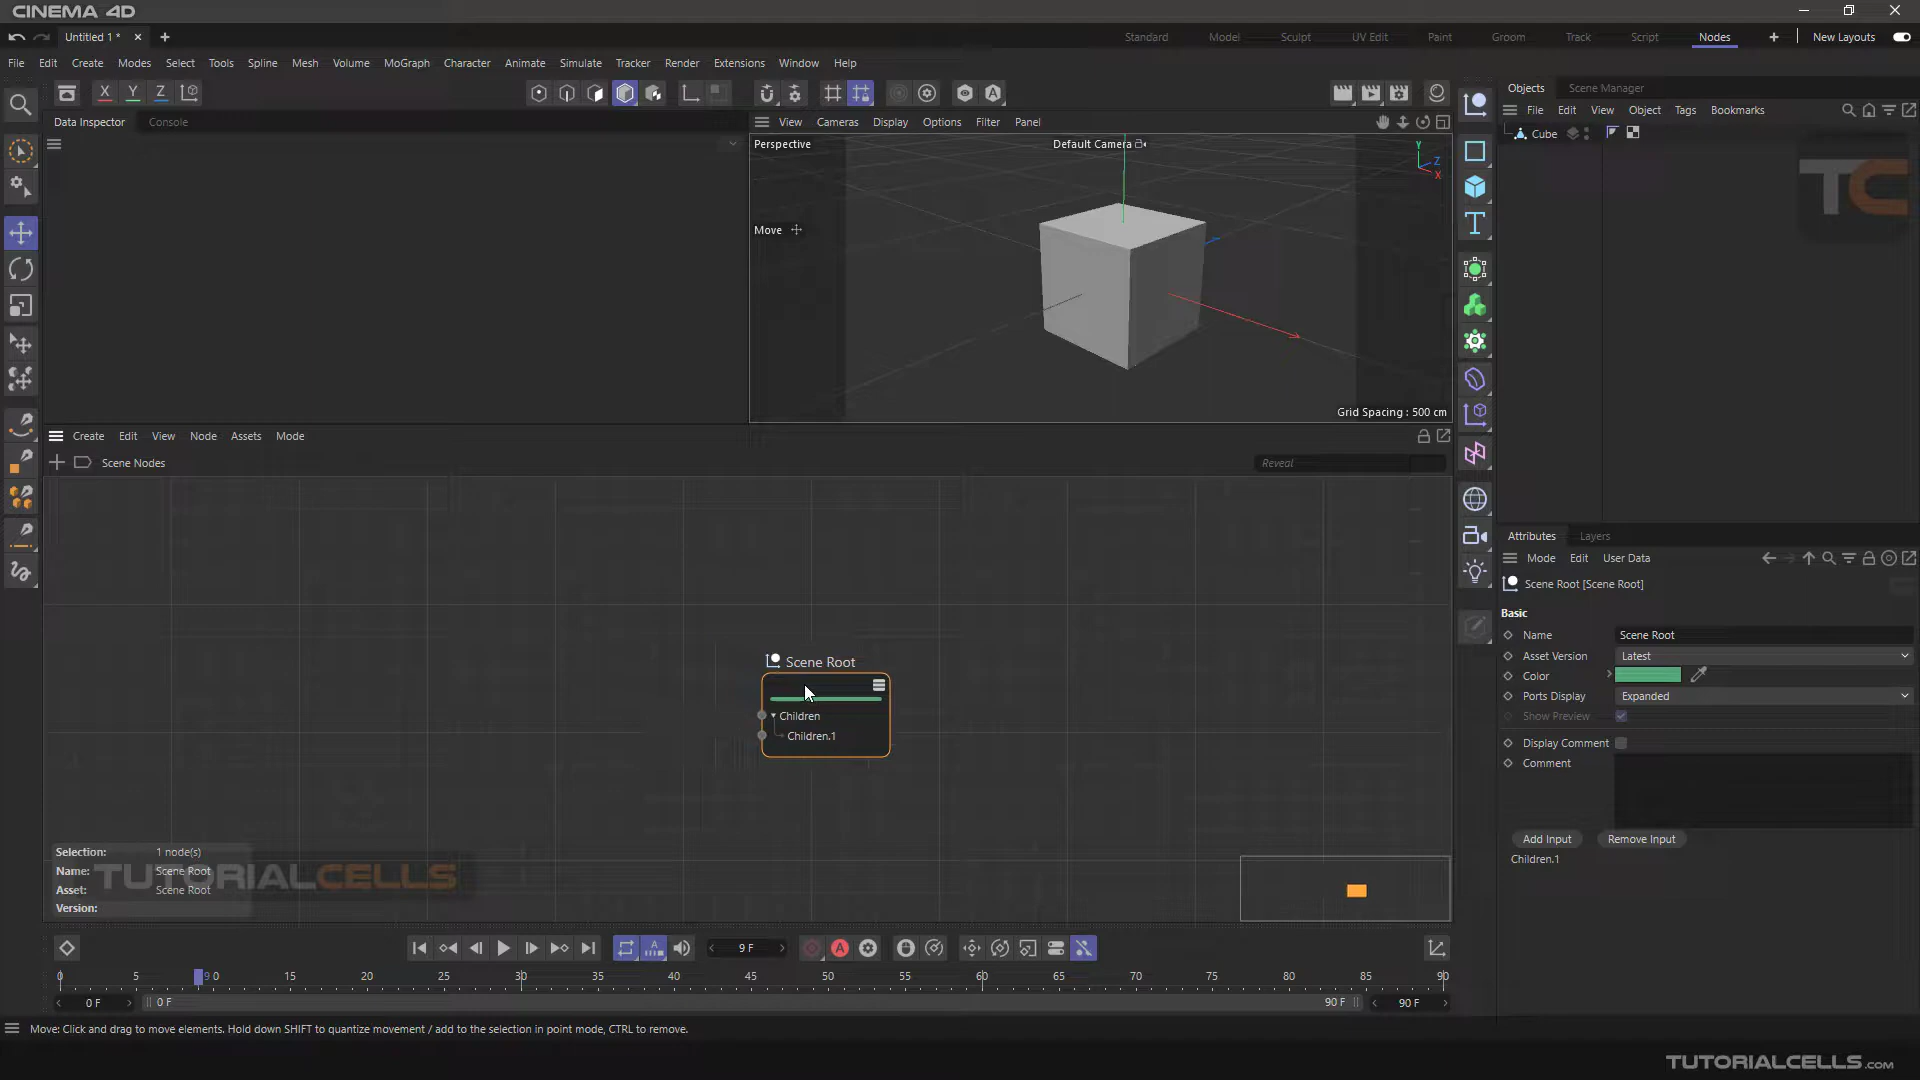 CINEMA 4D
Untitled 1 *
Standard Model Sculpt UV Edit Paint Groom Track Script Nodes New Layouts
File Edit Create Modes Select Tools Spline Mesh Volume MoGraph Character Animate Simulate Tracker Render Extensions Window Help
X Y Z
Objects Scene Manager
File Edit View Object Tags Bookmarks
Cube
TC
Data Inspector Console
View Cameras Display Options Filter Panel
Perspective
Default Camera
Y
Z
X
Move
Grid Spacing : 500 cm
Create Edit View Node Assets Mode
Scene Nodes
Reveal
Scene Root
Children
Children.1
Selection: 1 node(s)
Name: Scene Root
Asset: Scene Root
Version:
TUTORIALCELLS
Attributes Layers
Mode Edit User Data
Scene Root [Scene Root]
Basic
Name Scene Root
Asset Version Latest
Color
Ports Display Expanded
Show Preview
Display Comment
Comment
Add Input Remove Input
Children.1
9 F
0 5 9 0 15 20 25 30 35 40 45 50 55 60 65 70 75 80 85 90
0 F 0 F 90 F 90 F
Move: Click and drag to move elements. Hold down SHIFT to quantize movement / add to the selection in point mode, CTRL to remove.
TUTORIALCELLS.com